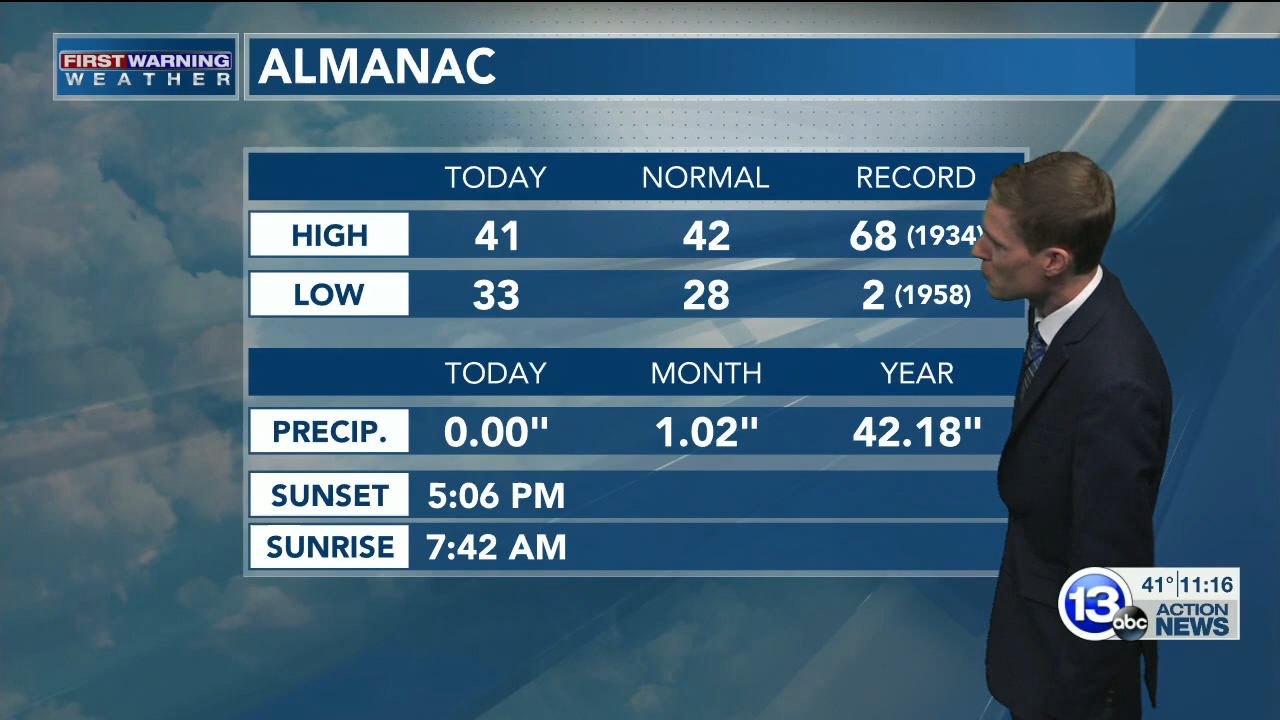 FIRST WARNING
WEATHER
ALMANAC
TODAY NORMAL RECORD
HIGH 41 42 68 (1934)
LOW 33 28 2 (1958)
TODAY MONTH YEAR
PRECIP. 0.00" 1.02" 42.18"
SUNSET 5:06 PM
SUNRISE 7:42 AM
41° 11:16
13 abc ACTION
NEWS